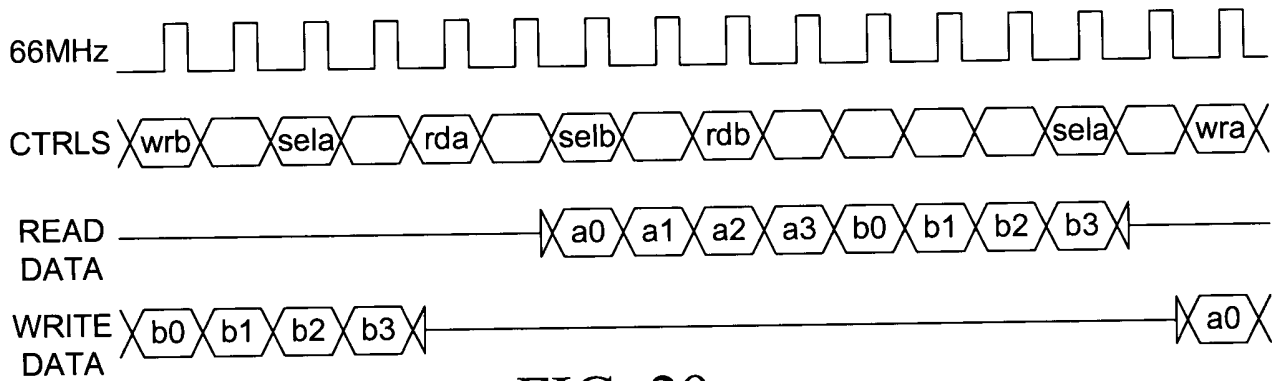 66MHz
CTRLS wrb sela rda selb rdb sela wra
READ DATA a0 a1 a2 a3 b0 b1 b2 b3
WRITE DATA b0 b1 b2 b3 a0